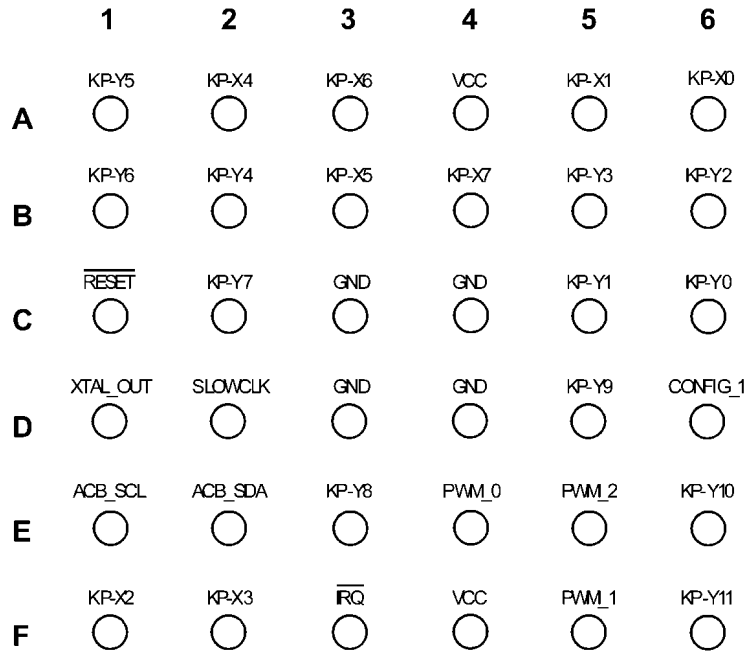 1 2 3 4 5 6
KP-Y5 KP-X4 KP-X6 VCC KP-X1 KP-X0
A
KP-Y6 KP-Y4 KP-X5 KP-X7 KP-Y3 KP-Y2
B
RESET KP-Y7 GND GND KP-Y1 KP-Y0
C
XTAL_OUT SLOWCLK GND GND KP-Y9 CONFIG_1
D
ACB_SCL ACB_SDA KP-Y8 PWM_0 PWM_2 KP-Y10
E
KP-X2 KP-X3 IRQ VCC PWM_1 KP-Y11
F